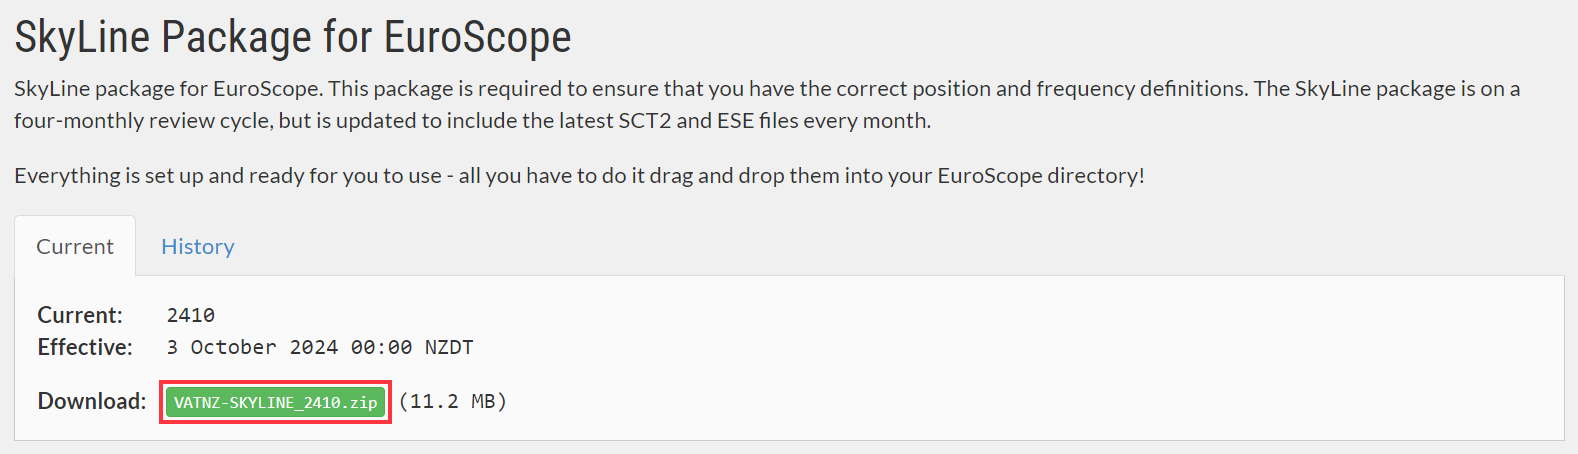 SkyLine Package for EuroScope
SkyLine package for EuroScope. This package is required to ensure that you have the correct position and frequency definitions. The SkyLine package is on a
four-monthly review cycle, but is updated to include the latest SCT2 and ESE files every month.
Everything is set up and ready for you to use - all you have to do it drag and drop them into your EuroScope directory!
Current History
Current: 2410
Effective: 3 October 2024 00:00 NZDT
Download: VATNZ-SKYLINE_2410.zip (11.2 MB)